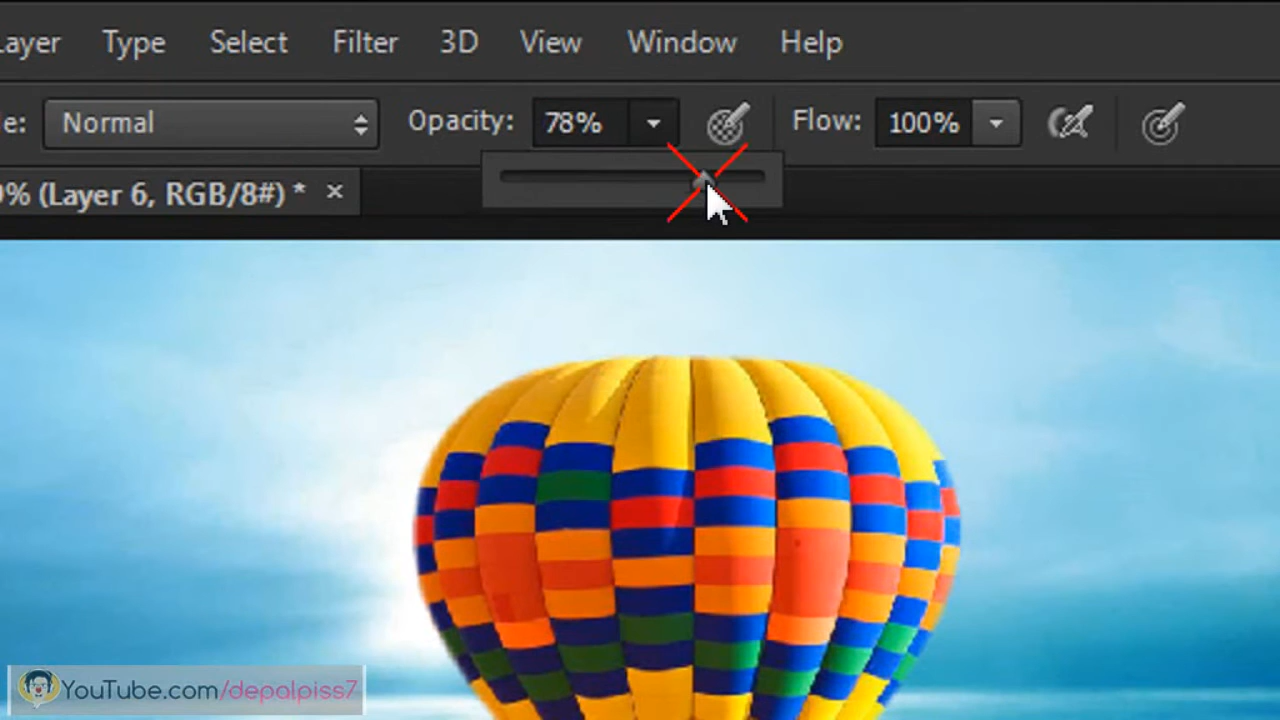 Layer Type Select Filter 3D View Window Help
e: Normal Opacity: 78% Flow: 100%
0% (Layer 6, RGB/8#) * ×
YouTube.com/depalpiss7